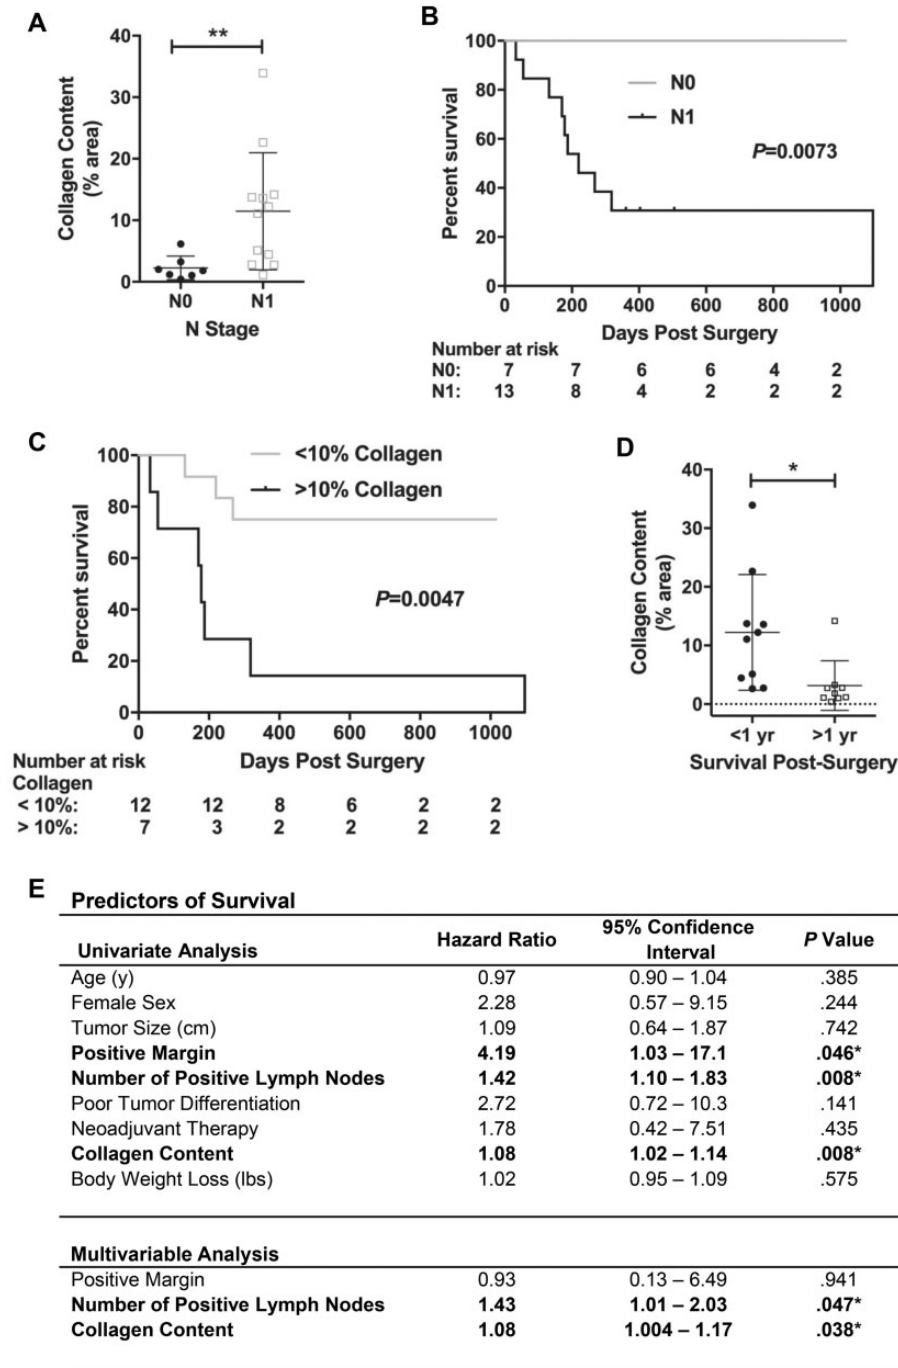 A
**
40
30
20
10
0
Collagen Content
(% area)
N0 N1
N Stage
B
100
80
60
40
20
0
Percent survival
N0
N1
P=0.0073
0 200 400 600 800 1000
Days Post Surgery
Number at risk
N0: 7 7 6 6 4 2
N1: 13 8 4 2 2 2
C
100
80
60
40
20
0
Percent survival
<10% Collagen
>10% Collagen
P=0.0047
0 200 400 600 800 1000
Number at risk Days Post Surgery
Collagen
< 10%: 12 12 8 6 2 2
> 10%: 7 3 2 2 2 2
D
*
40
30
20
10
0
Collagen Content
(% area)
<1 yr >1 yr
Survival Post-Surgery
E Predictors of Survival
Univariate Analysis Hazard Ratio 95% Confidence Interval P Value
Age (y) 0.97 0.90 – 1.04 .385
Female Sex 2.28 0.57 – 9.15 .244
Tumor Size (cm) 1.09 0.64 – 1.87 .742
Positive Margin 4.19 1.03 – 17.1 .046*
Number of Positive Lymph Nodes 1.42 1.10 – 1.83 .008*
Poor Tumor Differentiation 2.72 0.72 – 10.3 .141
Neoadjuvant Therapy 1.78 0.42 – 7.51 .435
Collagen Content 1.08 1.02 – 1.14 .008*
Body Weight Loss (lbs) 1.02 0.95 – 1.09 .575
Multivariable Analysis
Positive Margin 0.93 0.13 – 6.49 .941
Number of Positive Lymph Nodes 1.43 1.01 – 2.03 .047*
Collagen Content 1.08 1.004 – 1.17 .038*